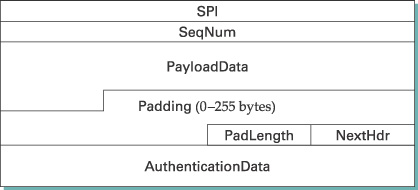 SPI
SeqNum
PayloadData
Padding (0–255 bytes)
PadLength NextHdr
AuthenticationData